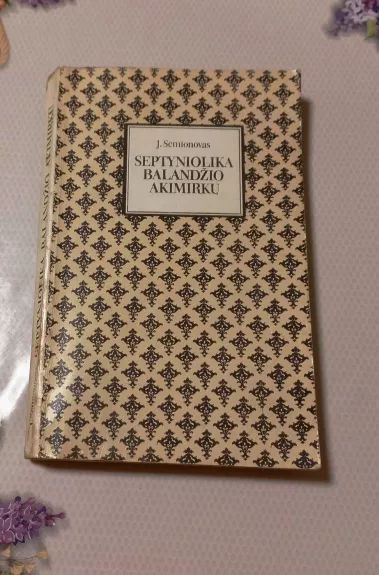 J. Semionovas
SEPTYNIOLIKA
BALANDŽIO
AKIMIRKŲ